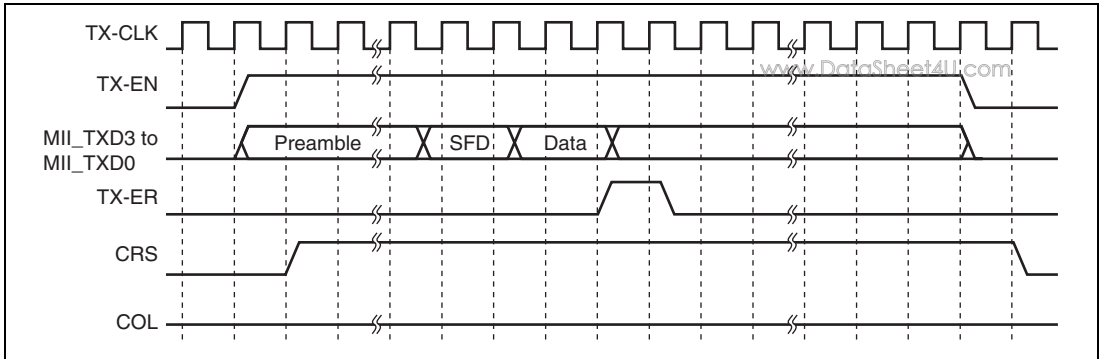 TX-CLK
www.DataSheet4U.com
TX-EN
MII_TXD3 to
MII_TXD0
Preamble SFD Data
TX-ER
CRS
COL